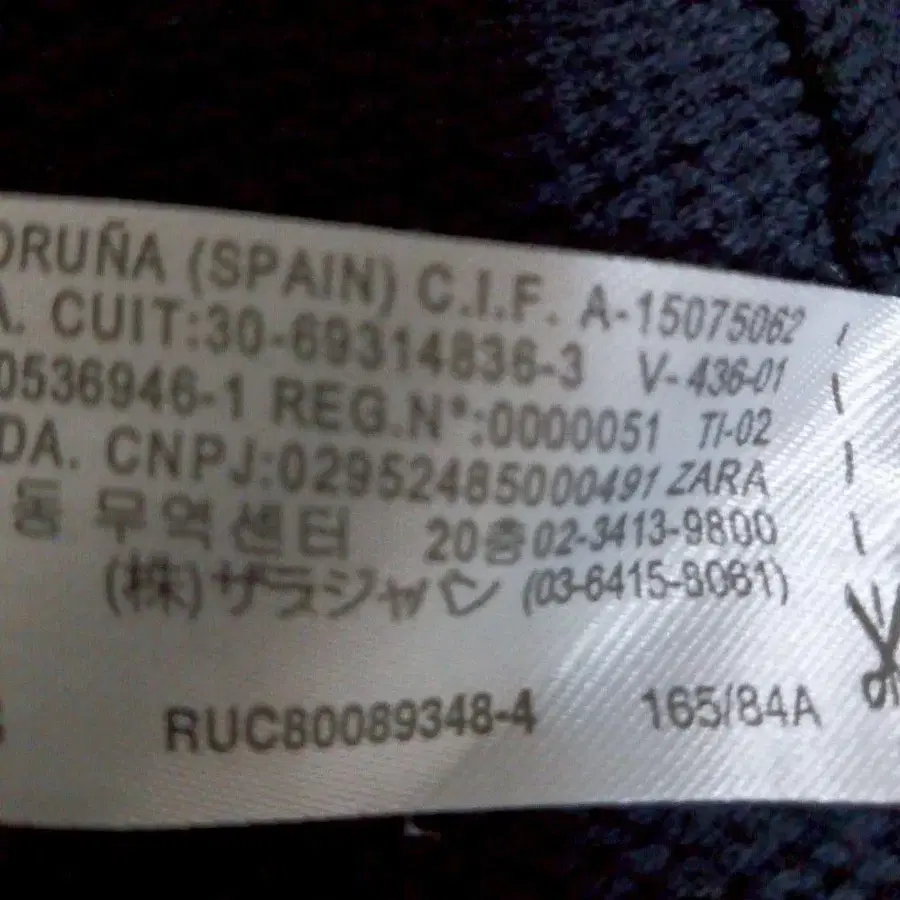 ORUÑA (SPAIN) C.I.F. A-15075062
A. CUIT:30-69314836-3 V-436-01
0536946-1 REG.N°:0000051 TI-02
DA. CNPJ:02952485000491 ZARA
동 무역센터 20층 02-3413-9800
(株)ザラジャパン (03-6415-8061)
RUC80089348-4 165/84A